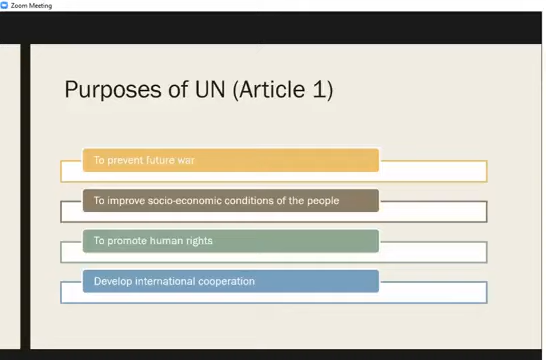 Zoom Meeting
Purposes of UN (Article 1)
To prevent future war
To improve socio-economic conditions of the people
To promote human rights
Develop international cooperation